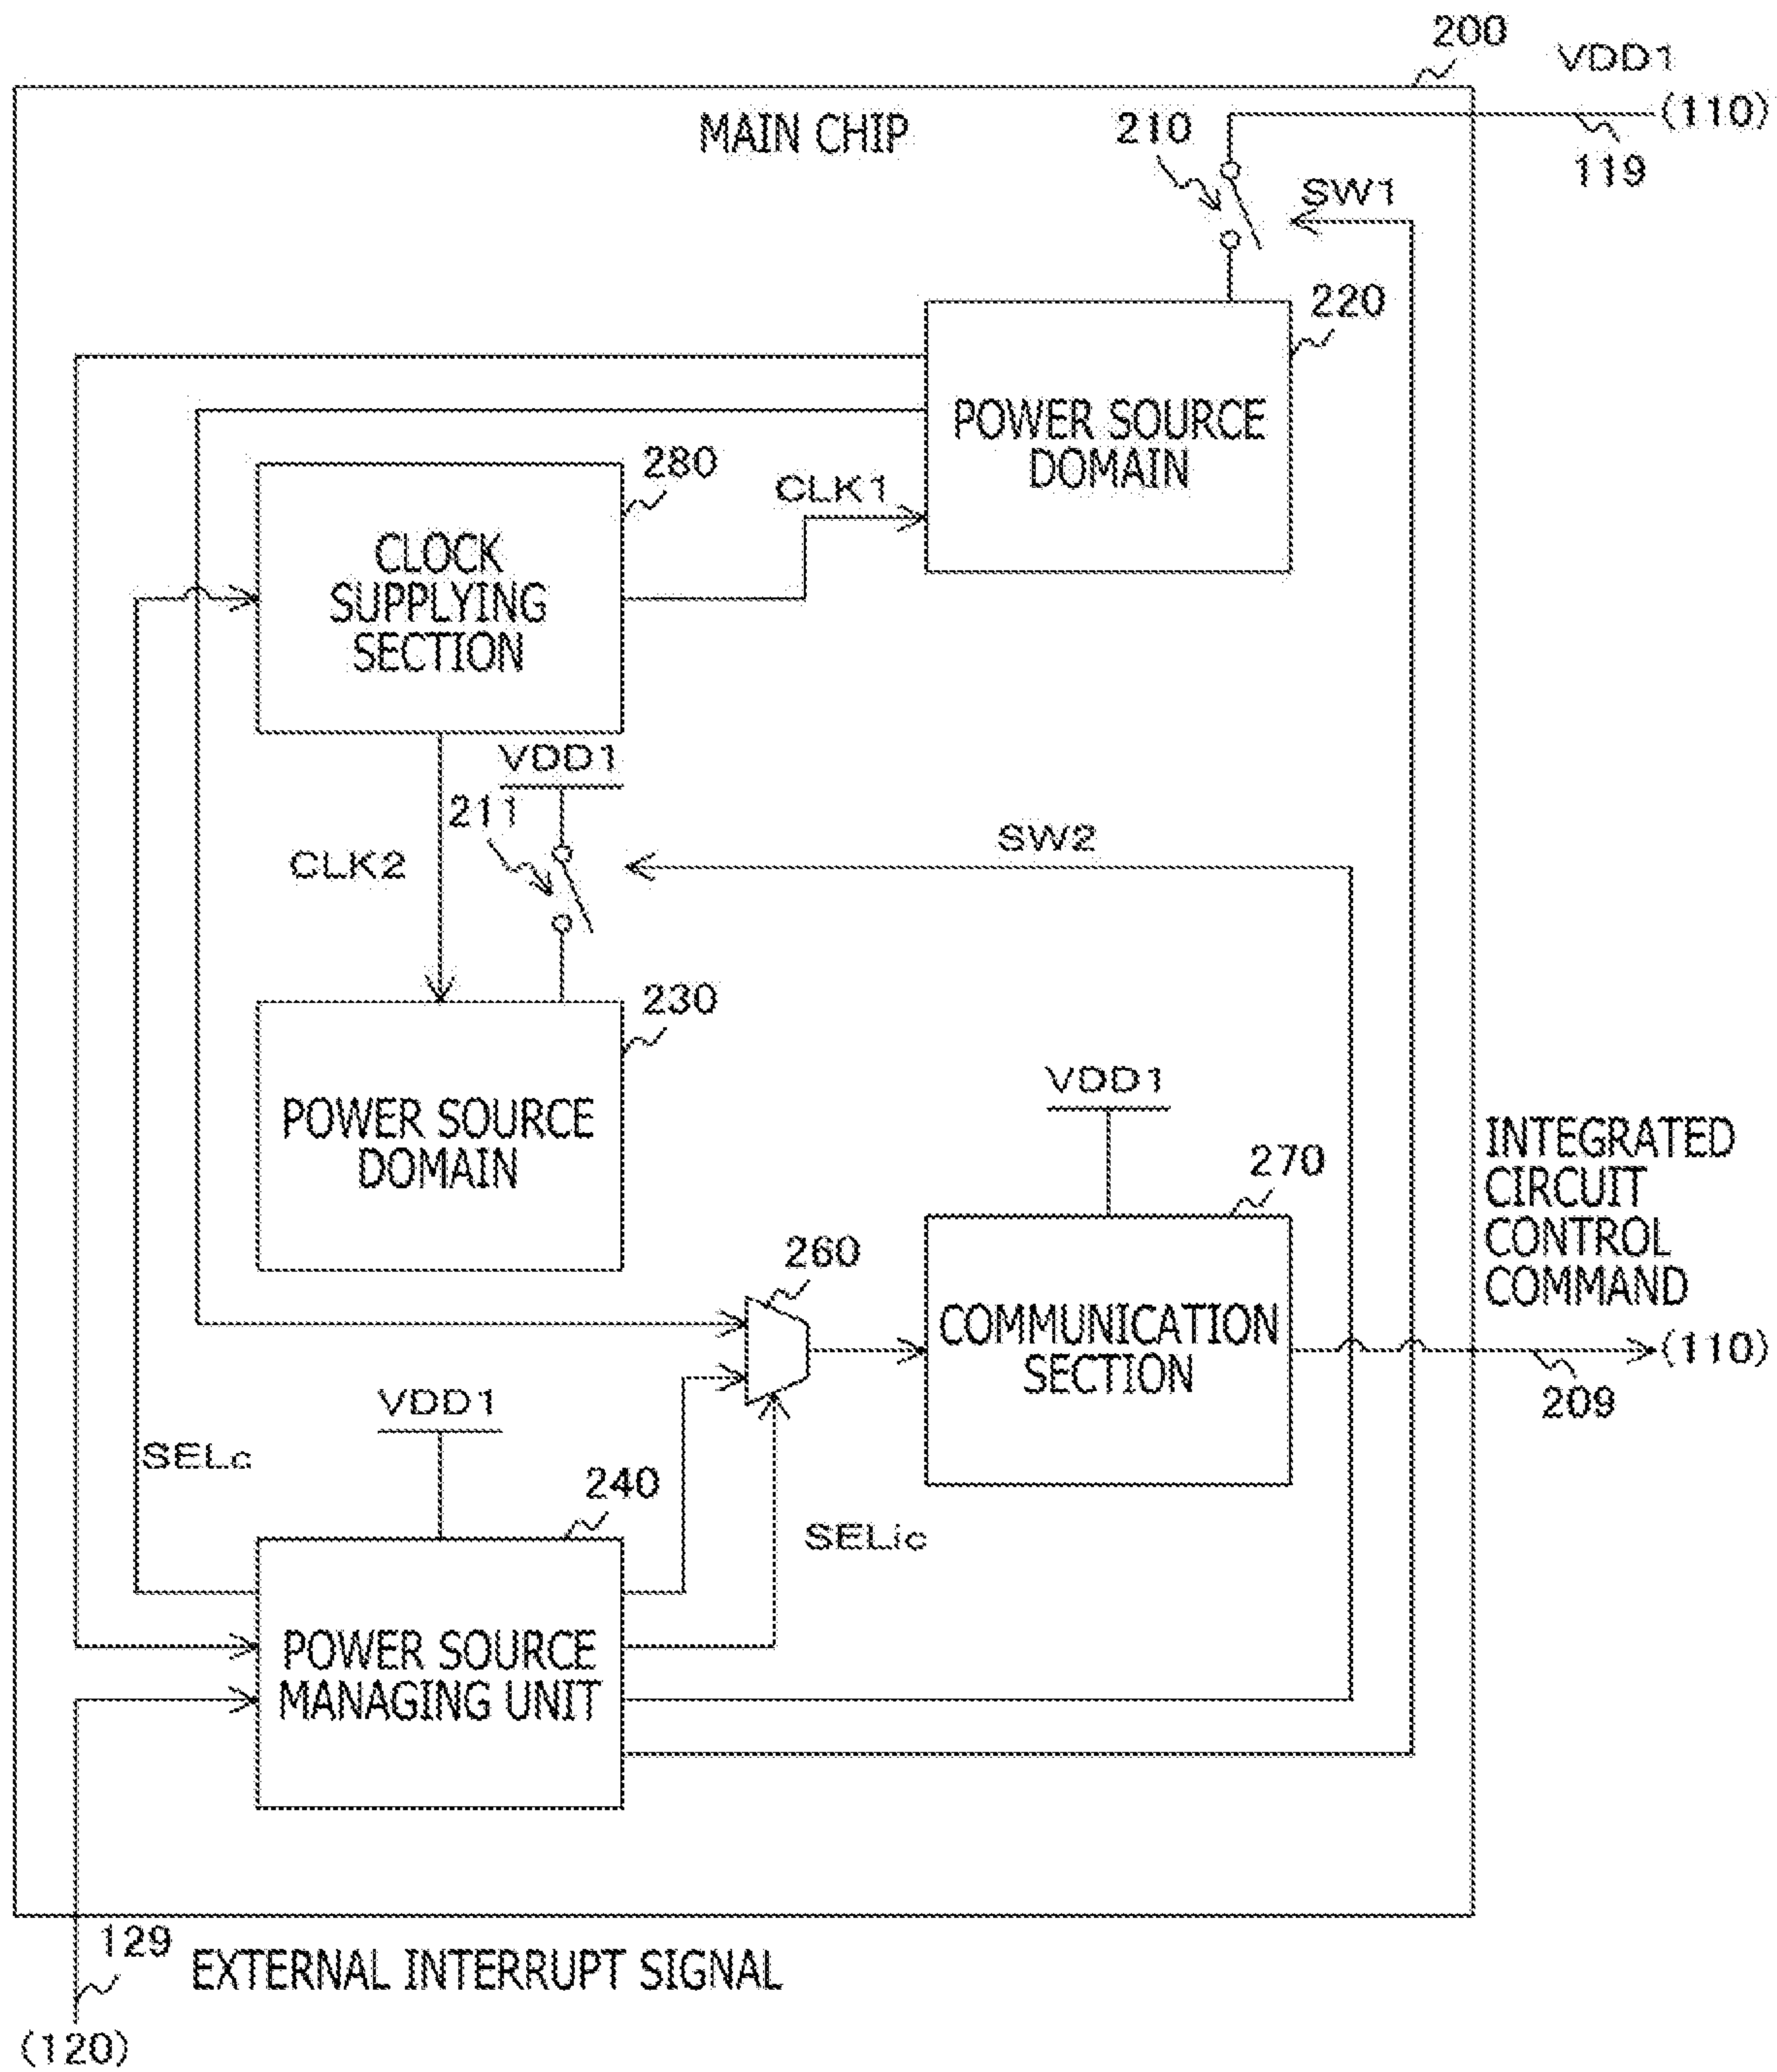 200
VDD1
MAIN CHIP
210
(110)
119
SW1
220
POWER SOURCE
DOMAIN
280
CLK1
CLOCK
SUPPLYING
SECTION
VDD1
211
SW2
CLK2
230
POWER SOURCE
DOMAIN
VDD1
INTEGRATED
CIRCUIT
CONTROL
COMMAND
270
260
COMMUNICATION
SECTION
(110)
209
VDD1
SELc
240
SELic
POWER SOURCE
MANAGING UNIT
129
EXTERNAL INTERRUPT SIGNAL
(120)